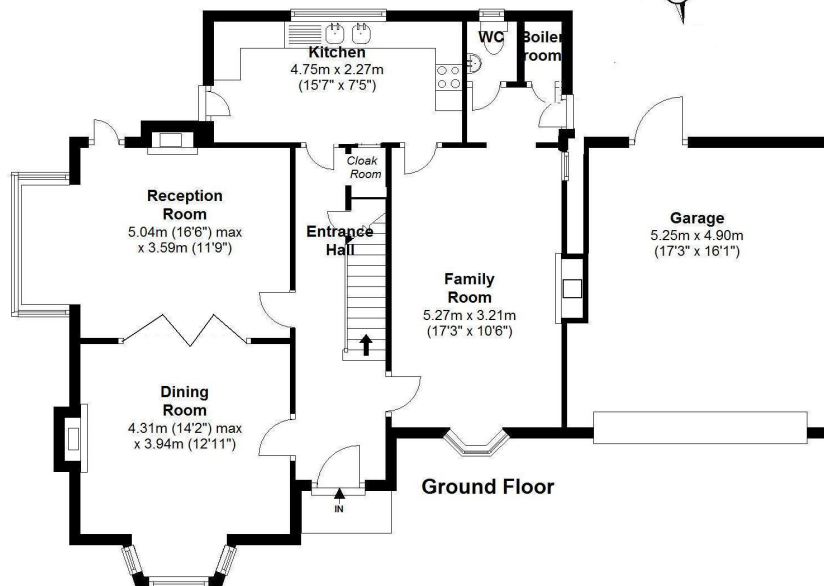 Kitchen
4.75m x 2.27m
(15'7" x 7'5")
WC
Boiler
room
Cloak
Room
Reception
Room
5.04m (16'6") max
x 3.59m (11'9")
Entrance
Hall
Garage
5.25m x 4.90m
(17'3" x 16'1")
Family
Room
5.27m x 3.21m
(17'3" x 10'6")
Dining
Room
4.31m (14'2") max
x 3.94m (12'11")
IN
Ground Floor